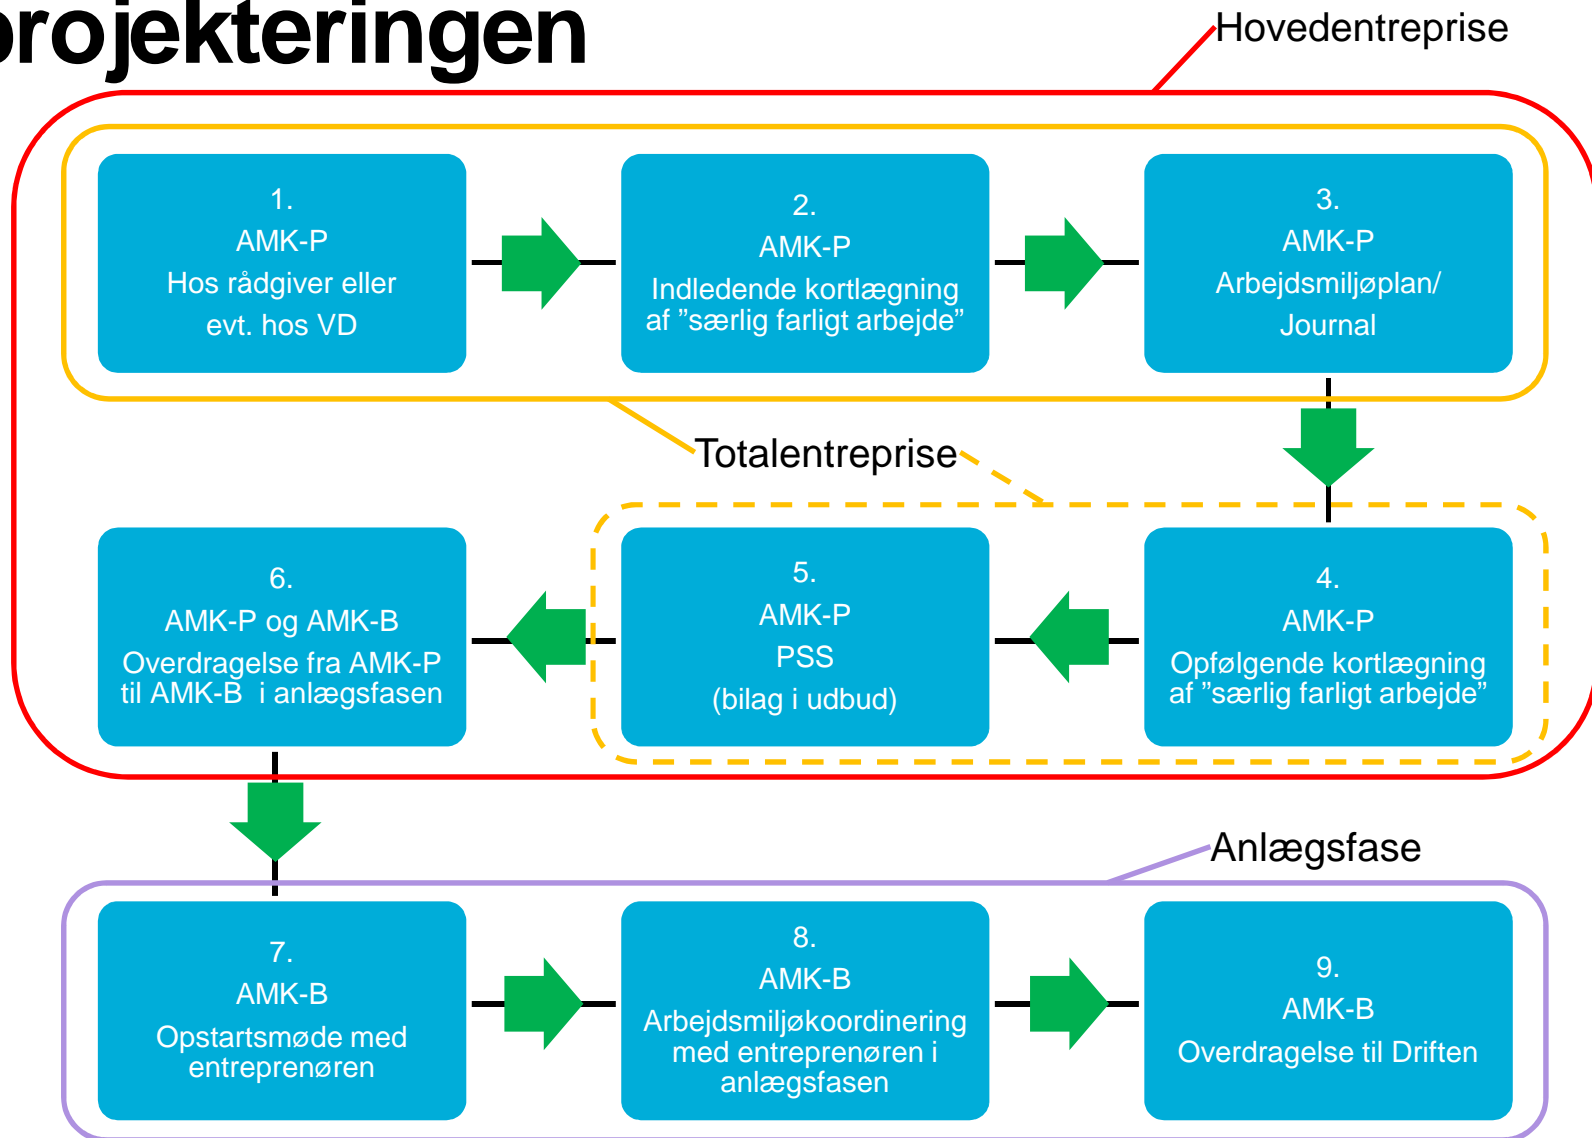 projekteringen
Hovedentreprise
1.
AMK-P
Hos rådgiver eller
evt. hos VD
2.
AMK-P
Indledende kortlægning
af ”særlig farligt arbejde”
3.
AMK-P
Arbejdsmiljøplan/
Journal
Totalentreprise
4.
AMK-P
Opfølgende kortlægning
af ”særlig farligt arbejde”
5.
AMK-P
PSS
(bilag i udbud)
6.
AMK-P og AMK-B
Overdragelse fra AMK-P
til AMK-B i anlægsfasen
Anlægsfase
7.
AMK-B
Opstartsmøde med
entreprenøren
8.
AMK-B
Arbejdsmiljøkoordinering
med entreprenøren i
anlægsfasen
9.
AMK-B
Overdragelse til Driften